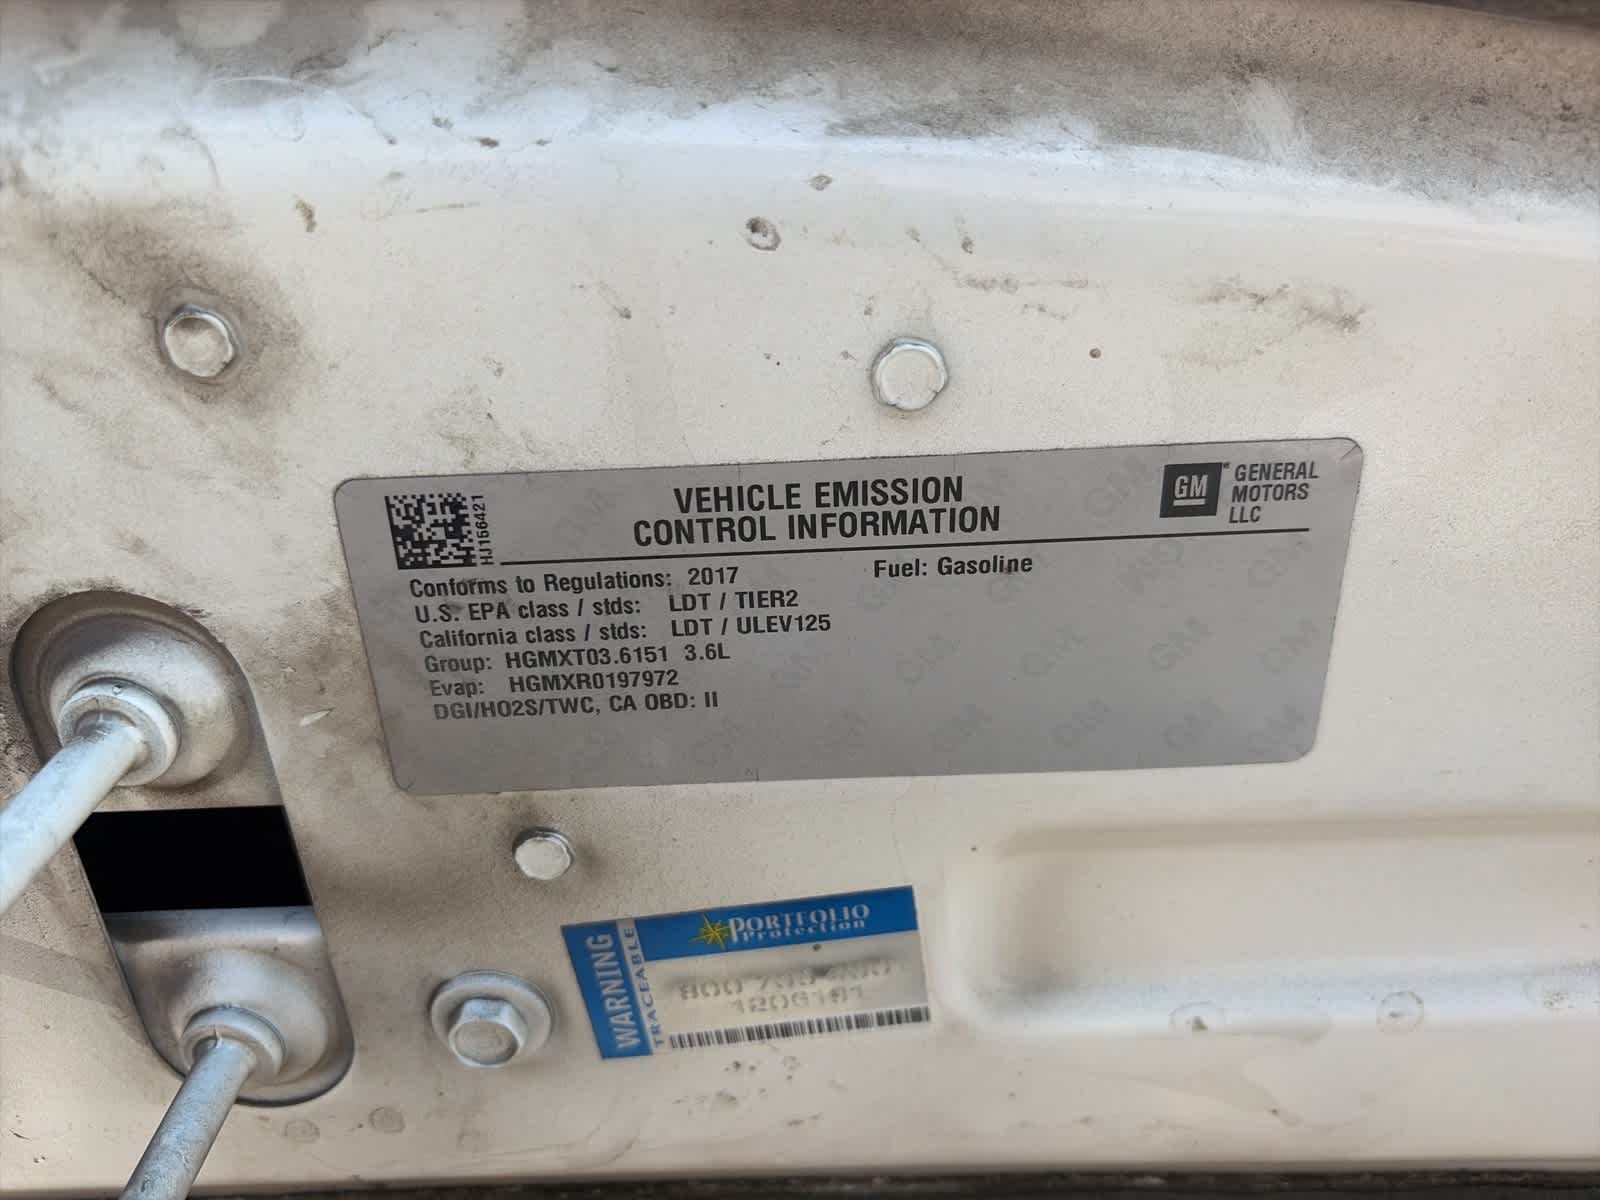 HJ156421
VEHICLE EMISSION
CONTROL INFORMATION
GM
GENERAL
MOTORS
LLC
Conforms to Regulations: 2017
Fuel: Gasoline
U.S. EPA class / stds: LDT / TIER2
California class / stds: LDT / ULEV125
Group: HGMXT03.6151 3.6L
Evap: HGMXR0197972
DGI/HO2S/TWC, CA OBD: II
WARNING
TRACEABLE
PORTFOLIO
Protection
800